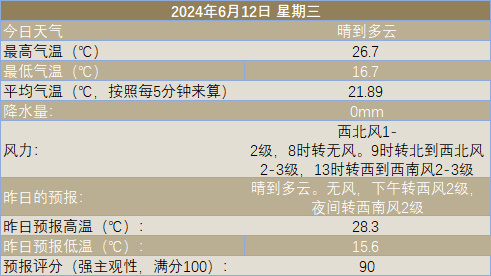 2024年6月12日 星期三
今日天气 晴到多云
最高气温（℃） 26.7
最低气温（℃） 16.7
平均气温（℃，按照每5分钟来算） 21.89
降水量： 0mm
风力： 西北风1-
2级，8时转无风。9时转北到西北风
2-3级，13时转西到西南风2-3级
昨日的预报： 晴到多云。无风，下午转西风2级，
夜间转西南风2级
昨日预报高温（℃）： 28.3
昨日预报低温（℃）： 15.6
预报评分（强主观性，满分100）： 90